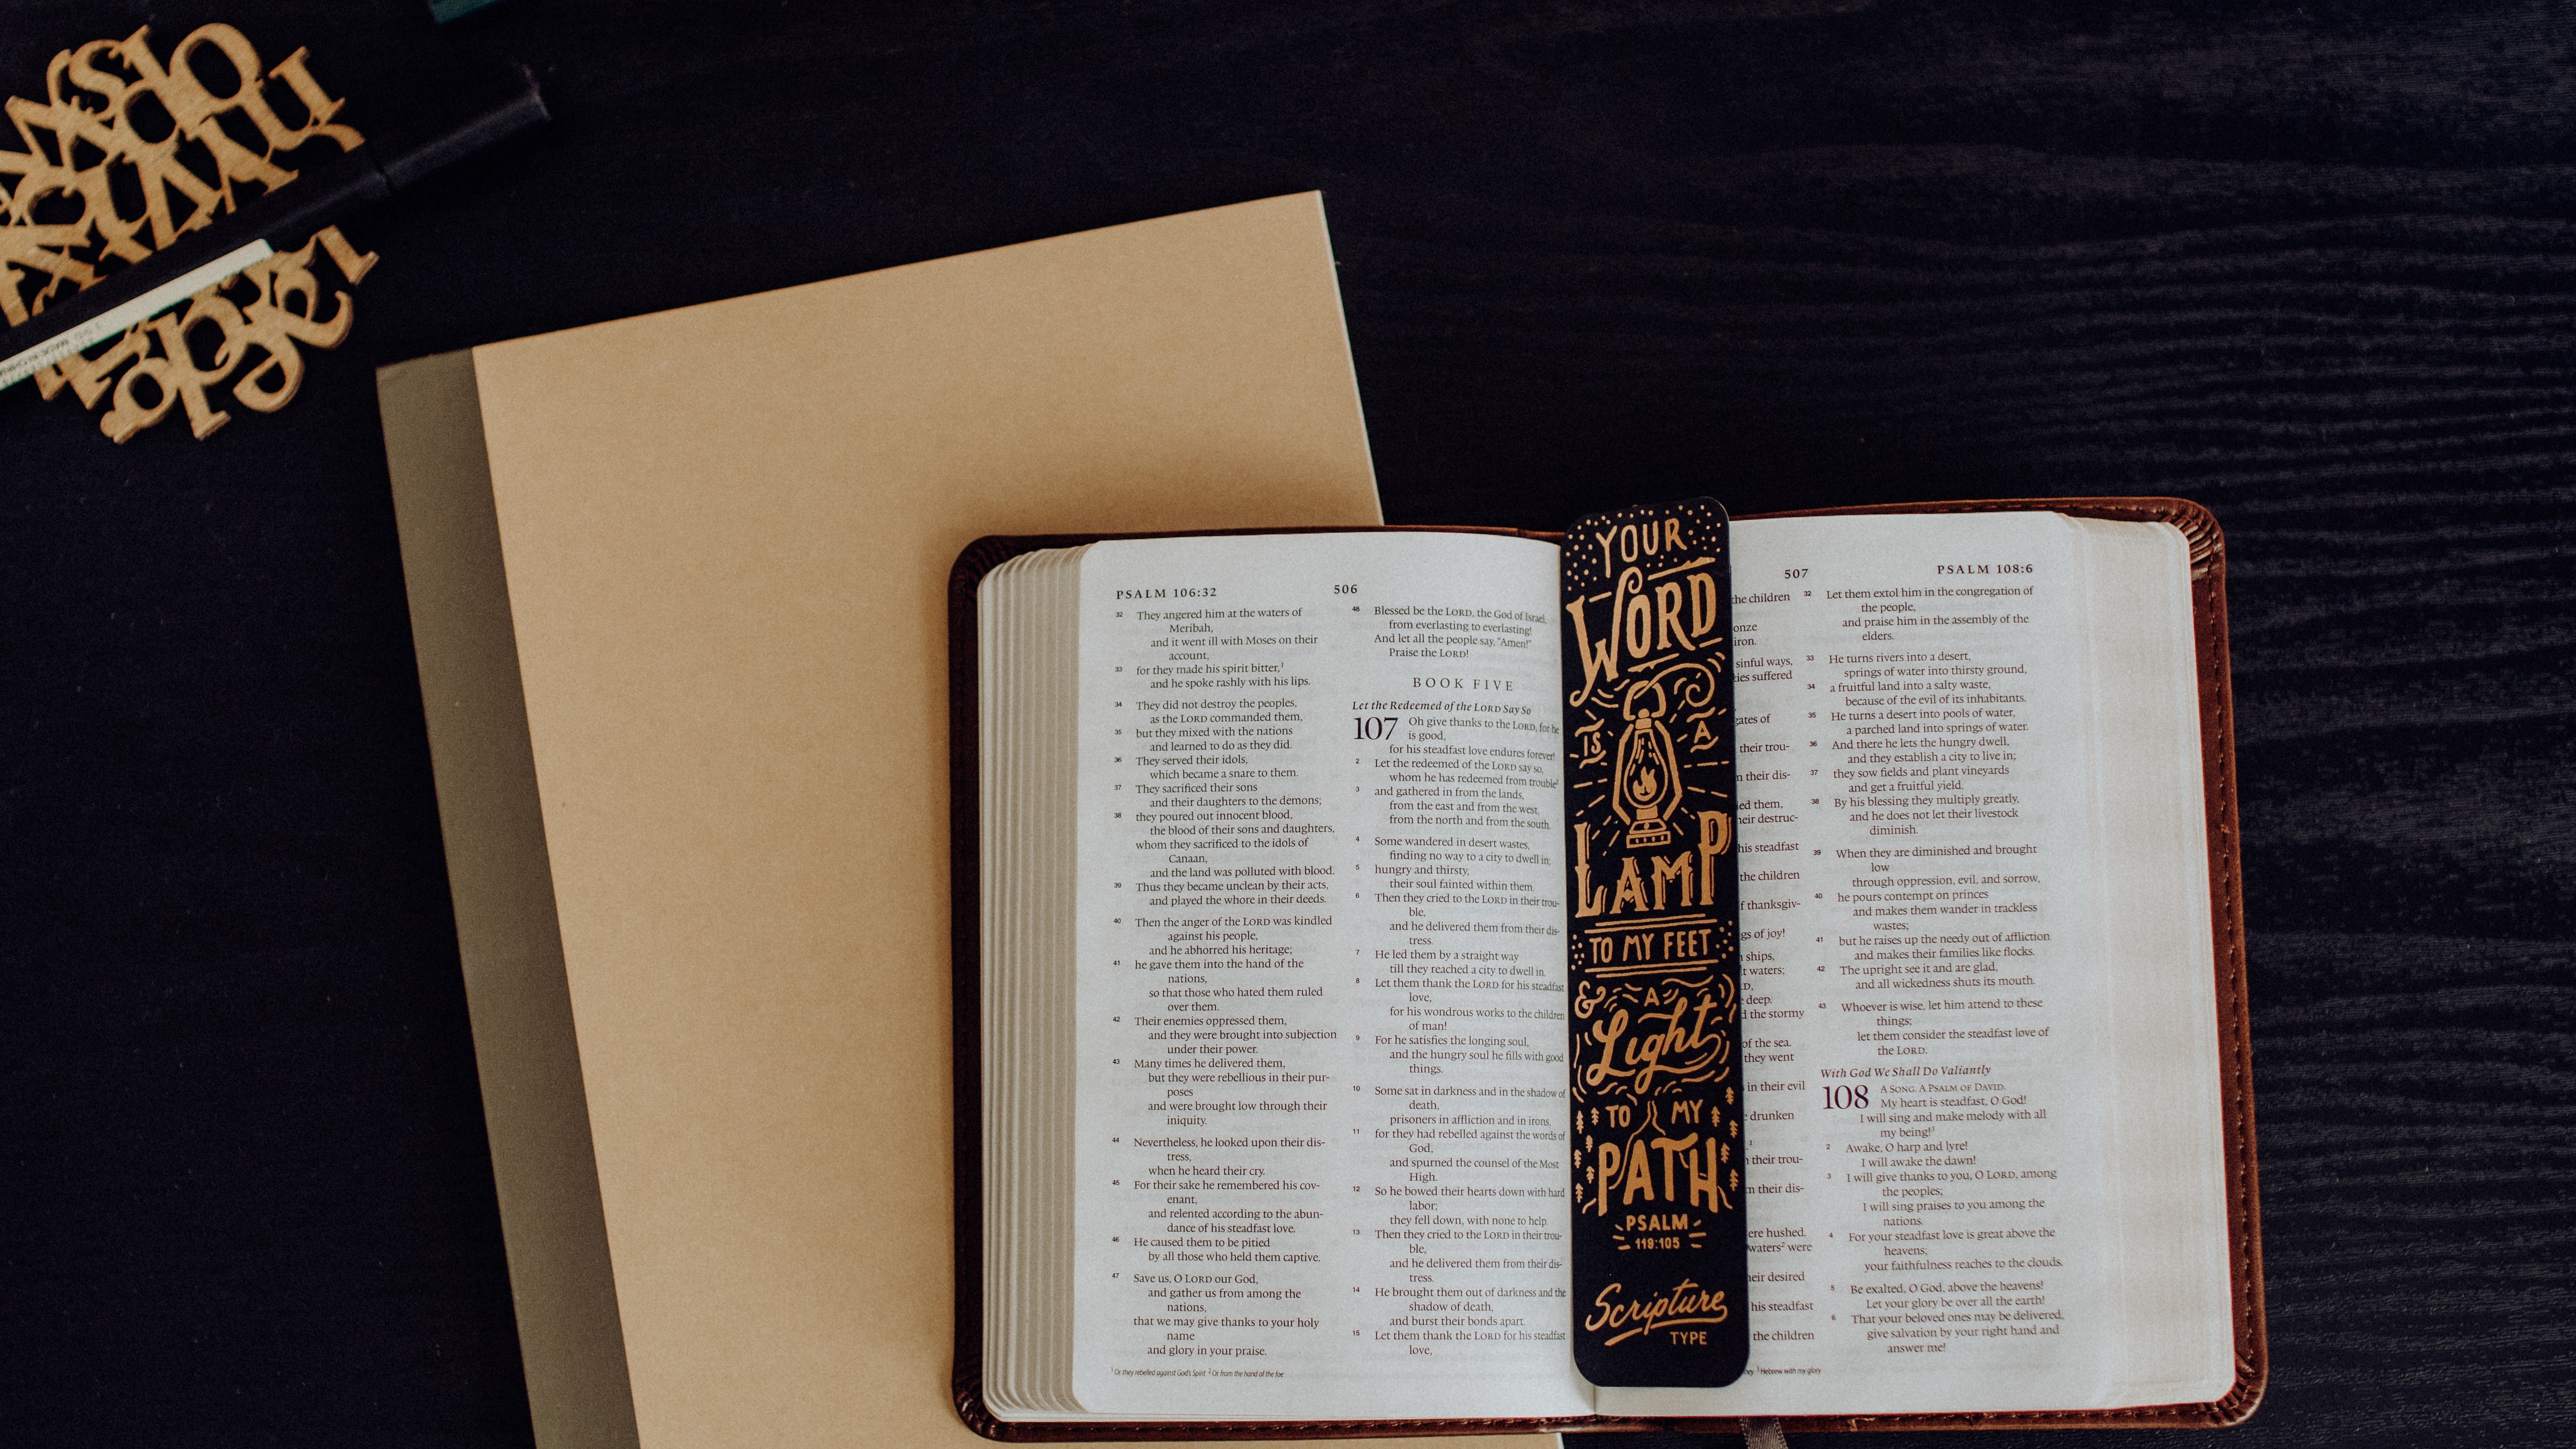 PSALM 106:32
506
32 They angered him at the waters of
Meribah,
and it went ill with Moses on their
account,
33 for they made his spirit bitter,1
and he spoke rashly with his lips.
34 They did not destroy the peoples,
as the LORD commanded them,
35 but they mixed with the nations
and learned to do as they did.
36 They served their idols,
which became a snare to them.
37 They sacrificed their sons
and their daughters to the demons;
38 they poured out innocent blood,
the blood of their sons and daughters,
whom they sacrificed to the idols of
Canaan,
and the land was polluted with blood.
39 Thus they became unclean by their acts,
and played the whore in their deeds.
40 Then the anger of the LORD was kindled
against his people,
and he abhorred his heritage;
41 he gave them into the hand of the
nations,
so that those who hated them ruled
over them.
42 Their enemies oppressed them,
and they were brought into subjection
under their power.
43 Many times he delivered them,
but they were rebellious in their pur-
poses
and were brought low through their
iniquity.
44 Nevertheless, he looked upon their dis-
tress,
when he heard their cry.
45 For their sake he remembered his cov-
enant,
and relented according to the abun-
dance of his steadfast love.
46 He caused them to be pitied
by all those who held them captive.
47 Save us, O LORD our God,
and gather us from among the
nations,
that we may give thanks to your holy
name
and glory in your praise.
48 Blessed be the LORD, the God of Israel,
from everlasting to everlasting!
And let all the people say, "Amen!"
Praise the LORD!
BOOK FIVE
Let the Redeemed of the LORD Say So
107 Oh give thanks to the LORD, for he
is good,
for his steadfast love endures forever!
2 Let the redeemed of the LORD say so,
whom he has redeemed from trouble
3 and gathered in from the lands,
from the east and from the west,
from the north and from the south.
4 Some wandered in desert wastes,
finding no way to a city to dwell in;
5 hungry and thirsty,
their soul fainted within them.
6 Then they cried to the LORD in their trou-
ble,
and he delivered them from their dis-
tress.
7 He led them by a straight way
till they reached a city to dwell in.
8 Let them thank the LORD for his steadfast
love,
for his wondrous works to the children
of man!
9 For he satisfies the longing soul,
and the hungry soul he fills with good
things.
10 Some sat in darkness and in the shadow of
death,
prisoners in affliction and in irons,
11 for they had rebelled against the words of
God,
and spurned the counsel of the Most
High.
12 So he bowed their hearts down with hard
labor;
they fell down, with none to help.
13 Then they cried to the LORD in their trou-
ble,
and he delivered them from their dis-
tress.
14 He brought them out of darkness and the
shadow of death,
and burst their bonds apart.
15 Let them thank the LORD for his steadfast
love,
1 Or they rebelled against God's Spirit 2 Or from the hand of the foe
YOUR
WORD
IS A
LAMP
TO MY FEET
& A
Light
TO MY
PATH
PSALM
119:105
Scripture
TYPE
507
PSALM 108:6
the children
iron.
sinful ways,
suffered
gates of
their trou-
their dis-
them,
destruc-
his steadfast
the children
thanksgiv-
of joy!
ships,
waters;
deep.
the stormy
of the sea.
they went
in their evil
drunken
their trou-
their dis-
hushed.
waters2 were
desired
his steadfast
the children
32 Let them extol him in the congregation of
the people,
and praise him in the assembly of the
elders.
33 He turns rivers into a desert,
springs of water into thirsty ground,
34 a fruitful land into a salty waste,
because of the evil of its inhabitants.
35 He turns a desert into pools of water,
a parched land into springs of water.
36 And there he lets the hungry dwell,
and they establish a city to live in;
37 they sow fields and plant vineyards
and get a fruitful yield.
38 By his blessing they multiply greatly,
and he does not let their livestock
diminish.
39 When they are diminished and brought
low
through oppression, evil, and sorrow,
40 he pours contempt on princes
and makes them wander in trackless
wastes;
41 but he raises up the needy out of affliction
and makes their families like flocks.
42 The upright see it and are glad,
and all wickedness shuts its mouth.
43 Whoever is wise, let him attend to these
things;
let them consider the steadfast love of
the LORD.
With God We Shall Do Valiantly
108 A SONG. A PSALM OF DAVID.
My heart is steadfast, O God!
I will sing and make melody with all
my being!3
2 Awake, O harp and lyre!
I will awake the dawn!
3 I will give thanks to you, O LORD, among
the peoples;
I will sing praises to you among the
nations.
4 For your steadfast love is great above the
heavens;
your faithfulness reaches to the clouds.
5 Be exalted, O God, above the heavens!
Let your glory be over all the earth!
6 That your beloved ones may be delivered,
give salvation by your right hand and
answer me!
3 Hebrew with my glory